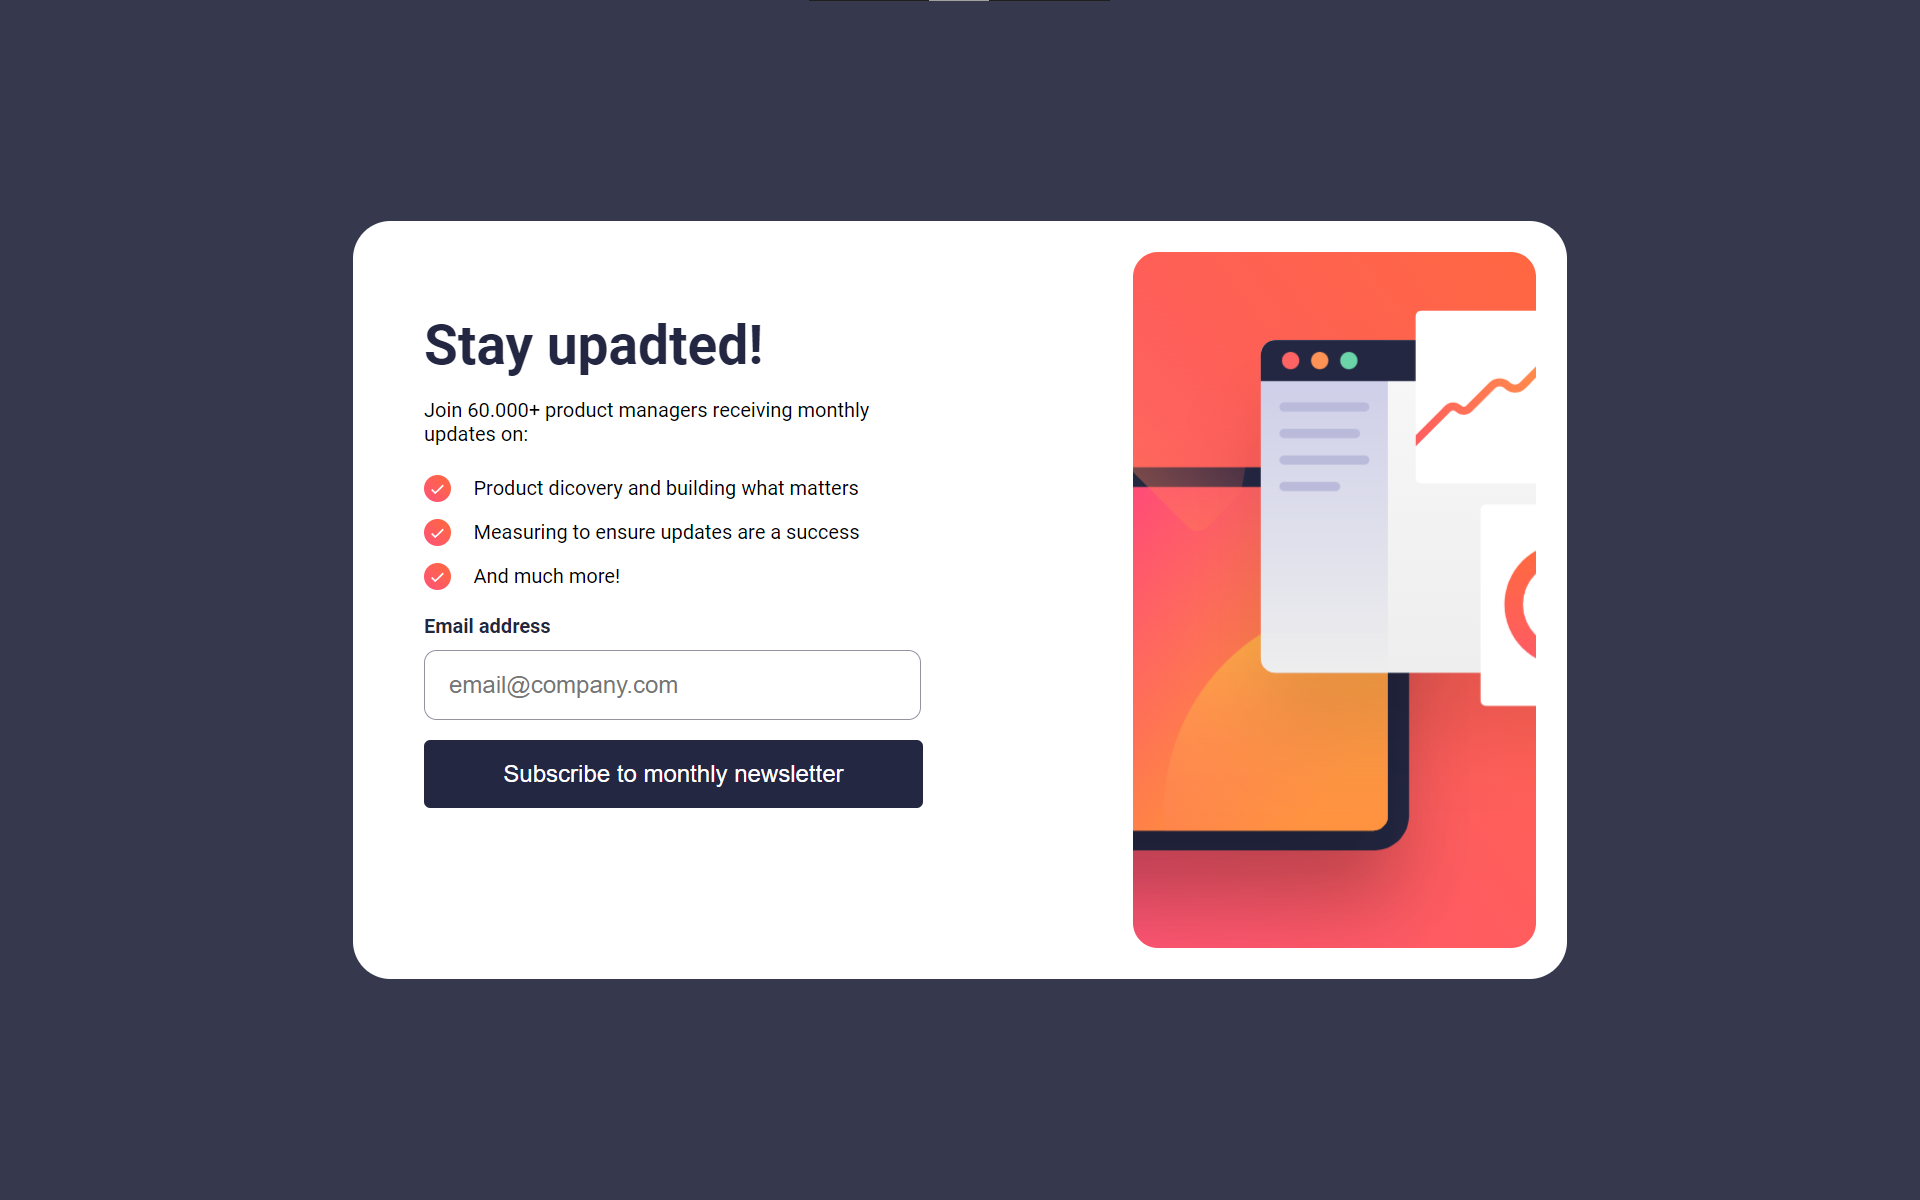 Stay upadted!
Join 60.000+ product managers receiving monthly
updates on:
Product dicovery and building what matters
Measuring to ensure updates are a success
And much more!
Email address
email@company.com
Subscribe to monthly newsletter